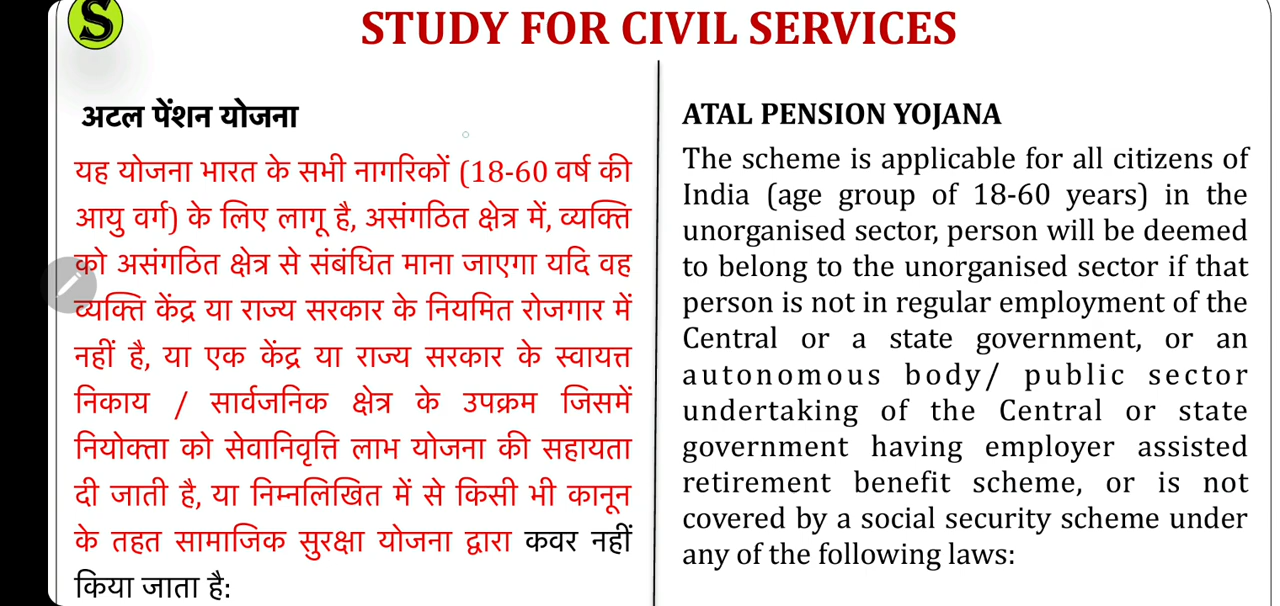 S
STUDY FOR CIVIL SERVICES
अटल पेंशन योजना
यह योजना भारत के सभी नागरिकों (18-60 वर्ष की
आयु वर्ग) के लिए लागू है, असंगठित क्षेत्र में, व्यक्ति
को असंगठित क्षेत्र से संबंधित माना जाएगा यदि वह
व्यक्ति केंद्र या राज्य सरकार के नियमित रोजगार में
नहीं है, या एक केंद्र या राज्य सरकार के स्वायत्त
निकाय / सार्वजनिक क्षेत्र के उपक्रम जिसमें
नियोक्ता को सेवानिवृत्ति लाभ योजना की सहायता
दी जाती है, या निम्नलिखित में से किसी भी कानून
के तहत सामाजिक सुरक्षा योजना द्वारा कवर नहीं
किया जाता है:
ATAL PENSION YOJANA
The scheme is applicable for all citizens of
India (age group of 18-60 years) in the
unorganised sector, person will be deemed
to belong to the unorganised sector if that
person is not in regular employment of the
Central or a state government, or an
autonomous body/ public sector
undertaking of the Central or state
government having employer assisted
retirement benefit scheme, or is not
covered by a social security scheme under
any of the following laws: